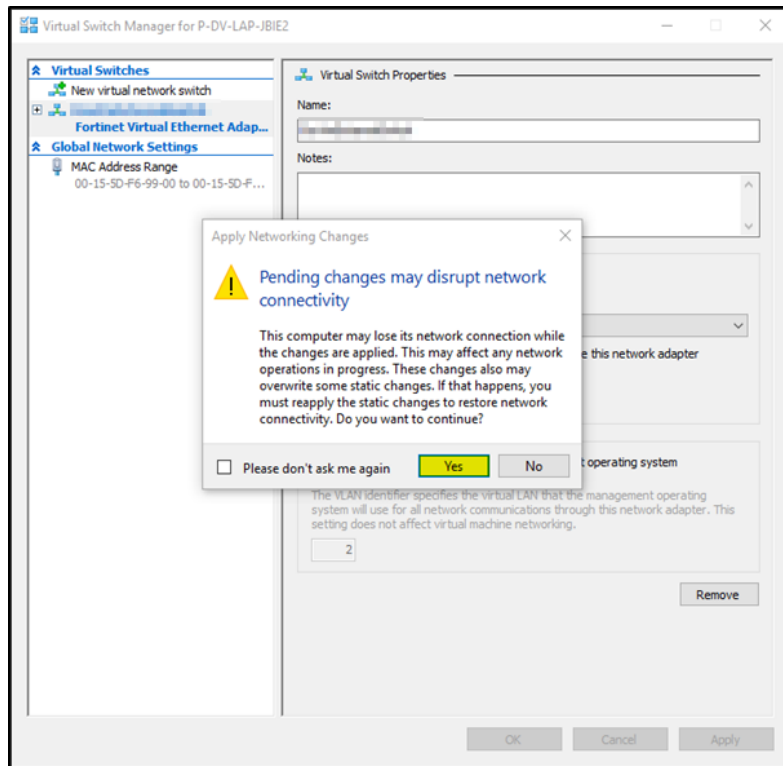 Virtual Switch Manager for P-DV-LAP-JBIE2
Virtual Switches
New virtual network switch
Fortinet Virtual Ethernet Adap...
Global Network Settings
MAC Address Range
00-15-5D-F6-99-00 to 00-15-5D-F...
Virtual Switch Properties
Name:
Notes:
Apply Networking Changes
Pending changes may disrupt network
connectivity
This computer may lose its network connection while
the changes are applied. This may affect any network
operations in progress. These changes also may
overwrite some static changes. If that happens, you
must reapply the static changes to restore network
connectivity. Do you want to continue?
Please don't ask me again
Yes
No
e this network adapter
t operating system
The VLAN identifier specifies the virtual LAN that the management operating
system will use for all network communications through this network adapter. This
setting does not affect virtual machine networking.
2
Remove
OK
Cancel
Apply